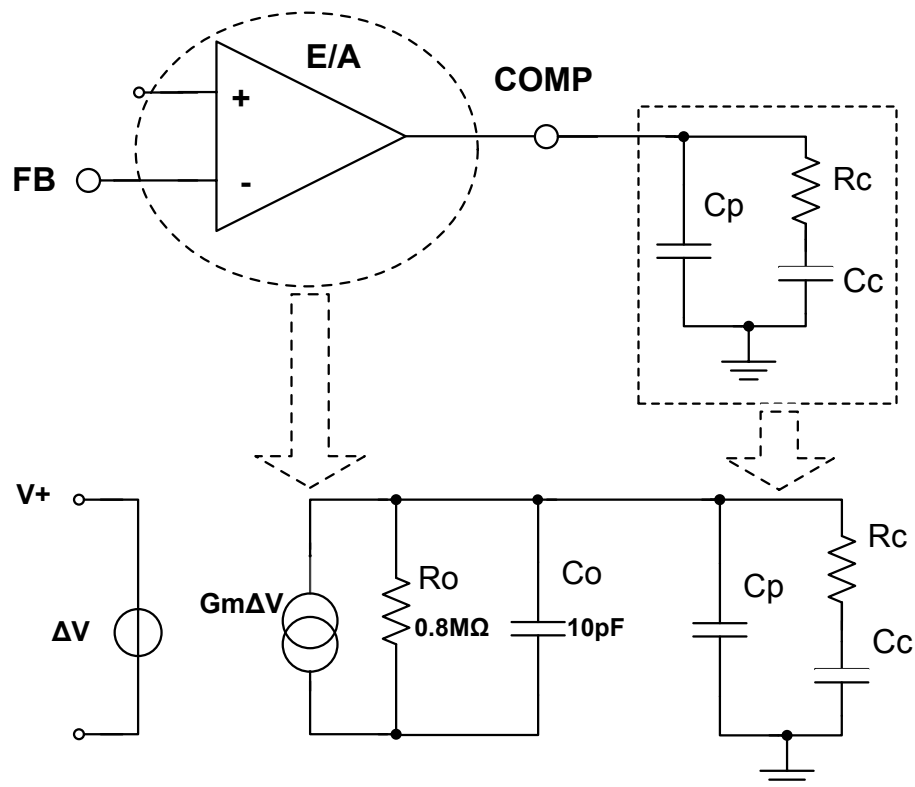 E/A
COMP
+
FB
-
Rc
Cp
Cc
V+
ΔV
GmΔV
Ro
0.8MΩ
Co
10pF
Cp
Rc
Cc